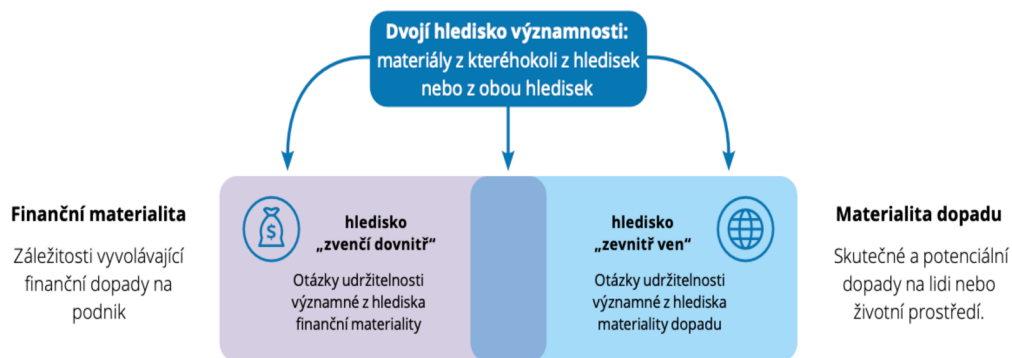 Dvojí hledisko významnosti:
materiály z kteréhokoli z hledisek
nebo z obou hledisek
Finanční materialita
Záležitosti vyvolávající
finanční dopady na
podnik
$
hledisko
„zvenčí dovnitř“
Otázky udržitelnosti
významné z hlediska
finanční materiality
hledisko
„zevnitř ven“
Otázky udržitelnosti
významné z hlediska
materiality dopadu
Materialita dopadu
Skutečné a potenciální
dopady na lidi nebo
životní prostředí.